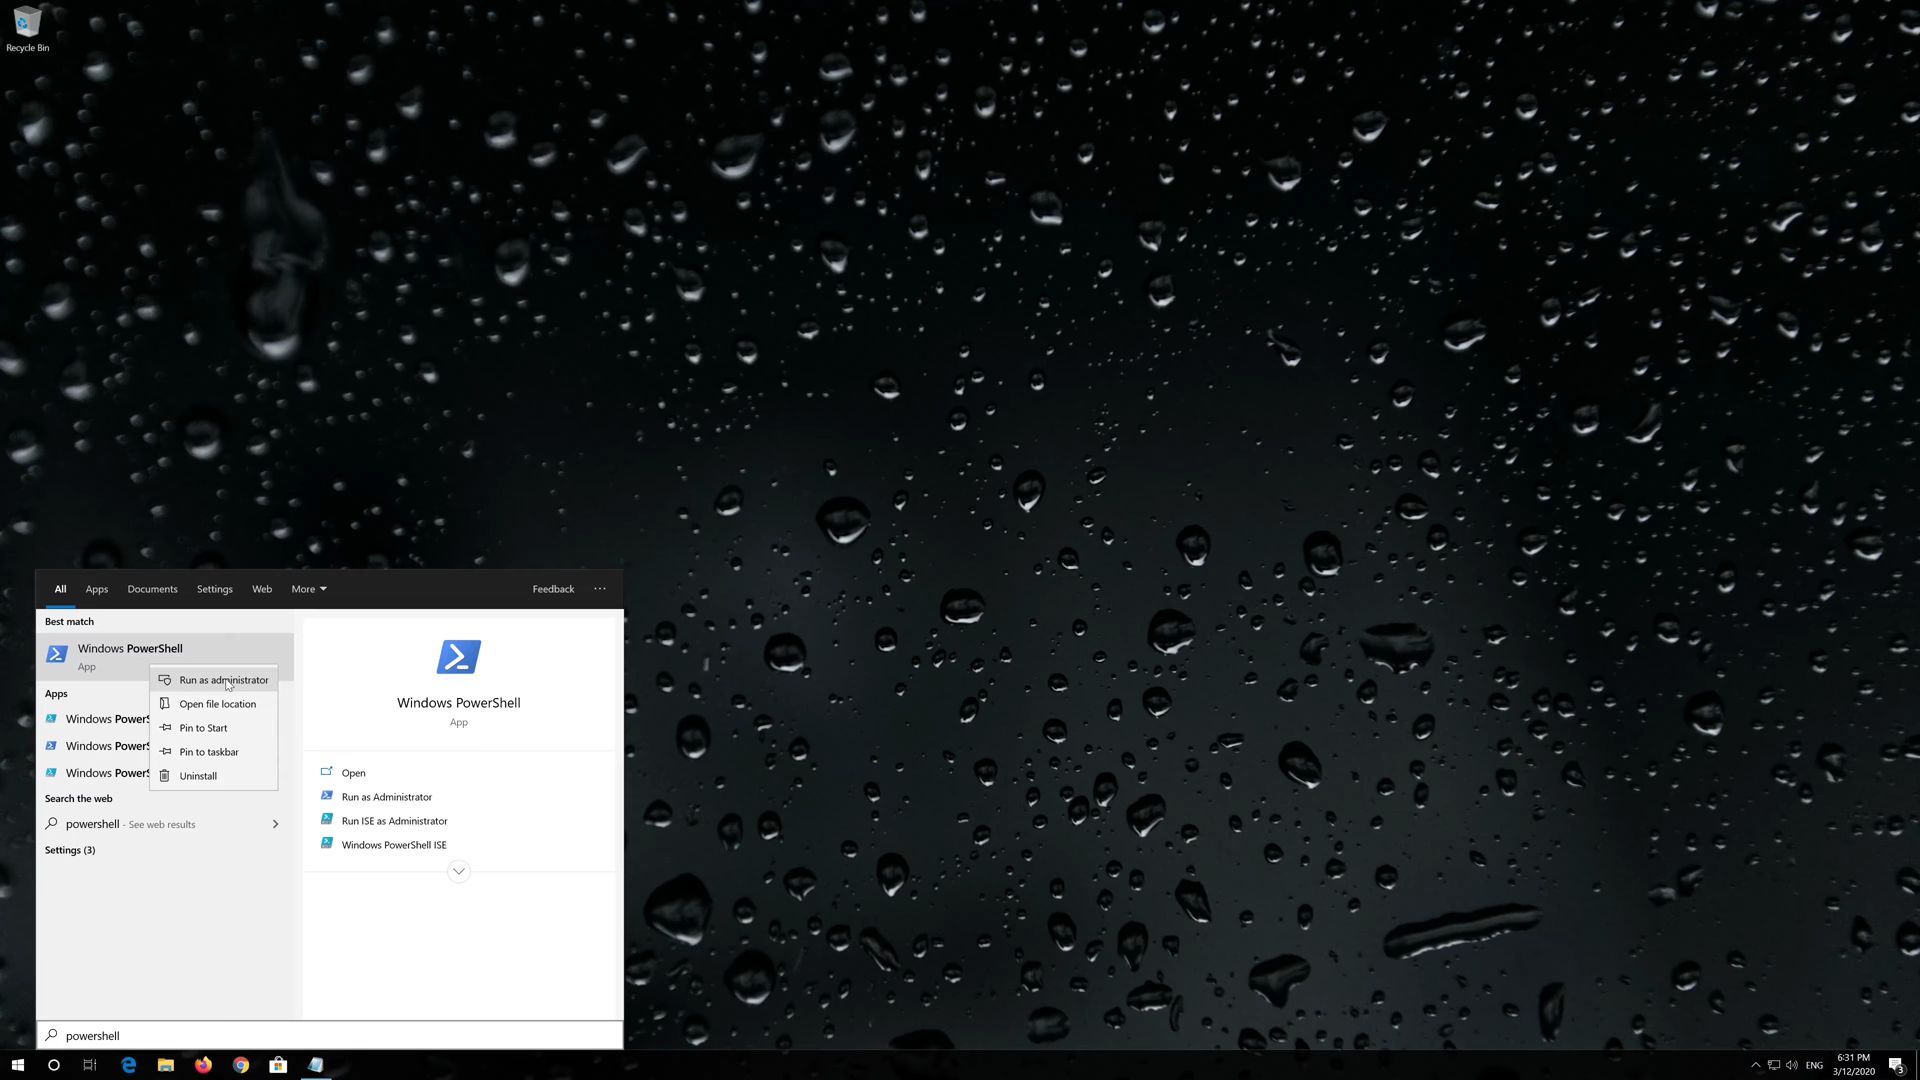 Recycle Bin
All Apps Documents Settings Web More Feedback ...
Best match
Windows PowerShell
App
Run as administrator
Open file location
Pin to Start
Pin to taskbar
Uninstall
Apps
Windows PowerS
Windows PowerS
Windows PowerS
Search the web
powershell - See web results
Settings (3)
Windows PowerShell
App
Open
Run as Administrator
Run ISE as Administrator
Windows PowerShell ISE
powershell
ENG
6:31 PM
3/12/2020
3